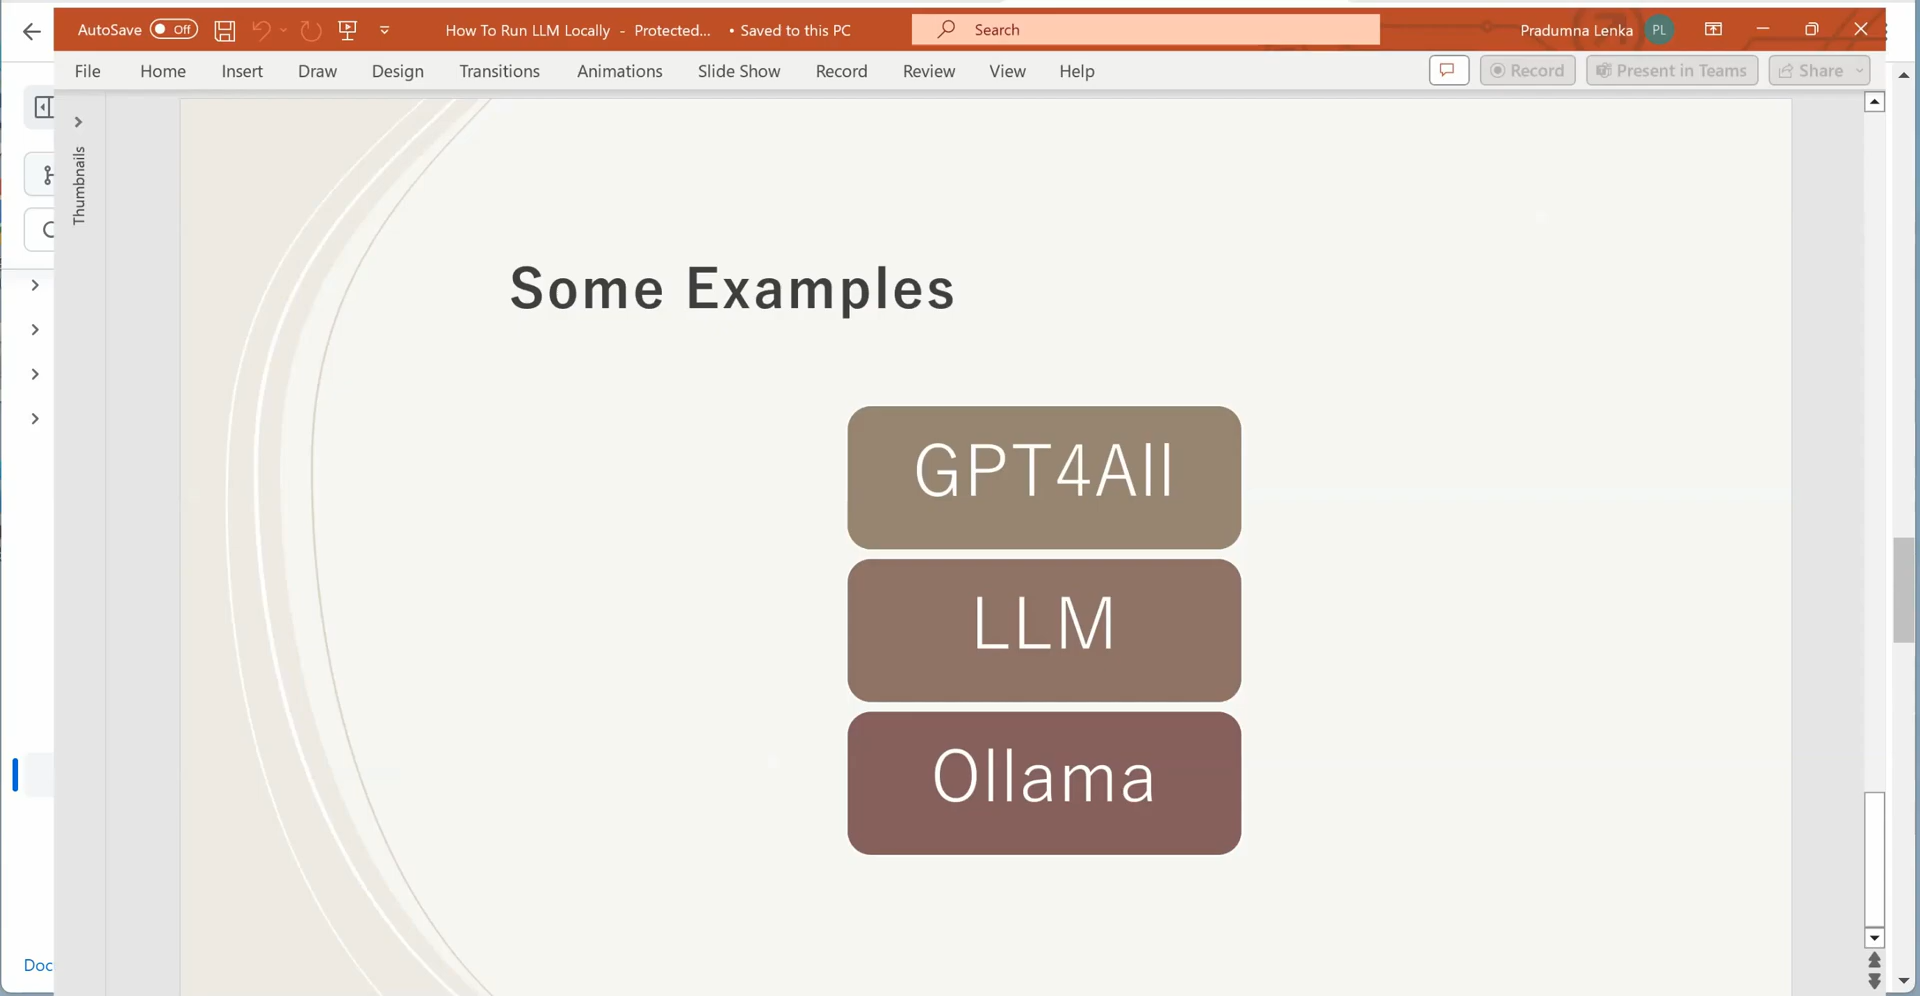 AutoSave Off How To Run LLM Locally - Protected... • Saved to this PC Search Pradumna Lenka PL
File Home Insert Draw Design Transitions Animations Slide Show Record Review View Help Record Present in Teams Share
Thumbnails
Some Examples
GPT4All
LLM
Ollama
Doc